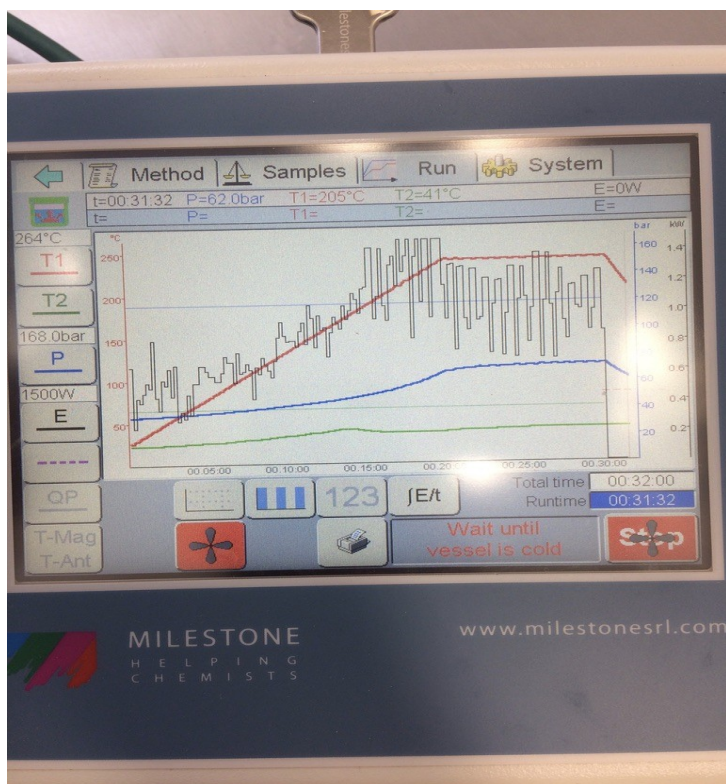 Milestone
Method Samples Run System
t=00:31:32 P=62.0bar T1=205°C T2=41°C E=0W
t= P= T1= T2= E=
264°C
T1
T2
168.0bar
P
1500W
E
QP
T-Mag
T-Ant
°C bar kW
250 200 150 100 50
160 140 120 100 80 60 40 20
1.4 1.2 1.0 0.8 0.6 0.4 0.2
00:05:00 00:10:00 00:15:00 00:20:00 00:25:00 00:30:00
Total time 00:32:00
Runtime 00:31:32
123 ∫E/t
Wait until
vessel is cold
Stop
MILESTONE
HELPING
CHEMISTS
www.milestonesrl.com